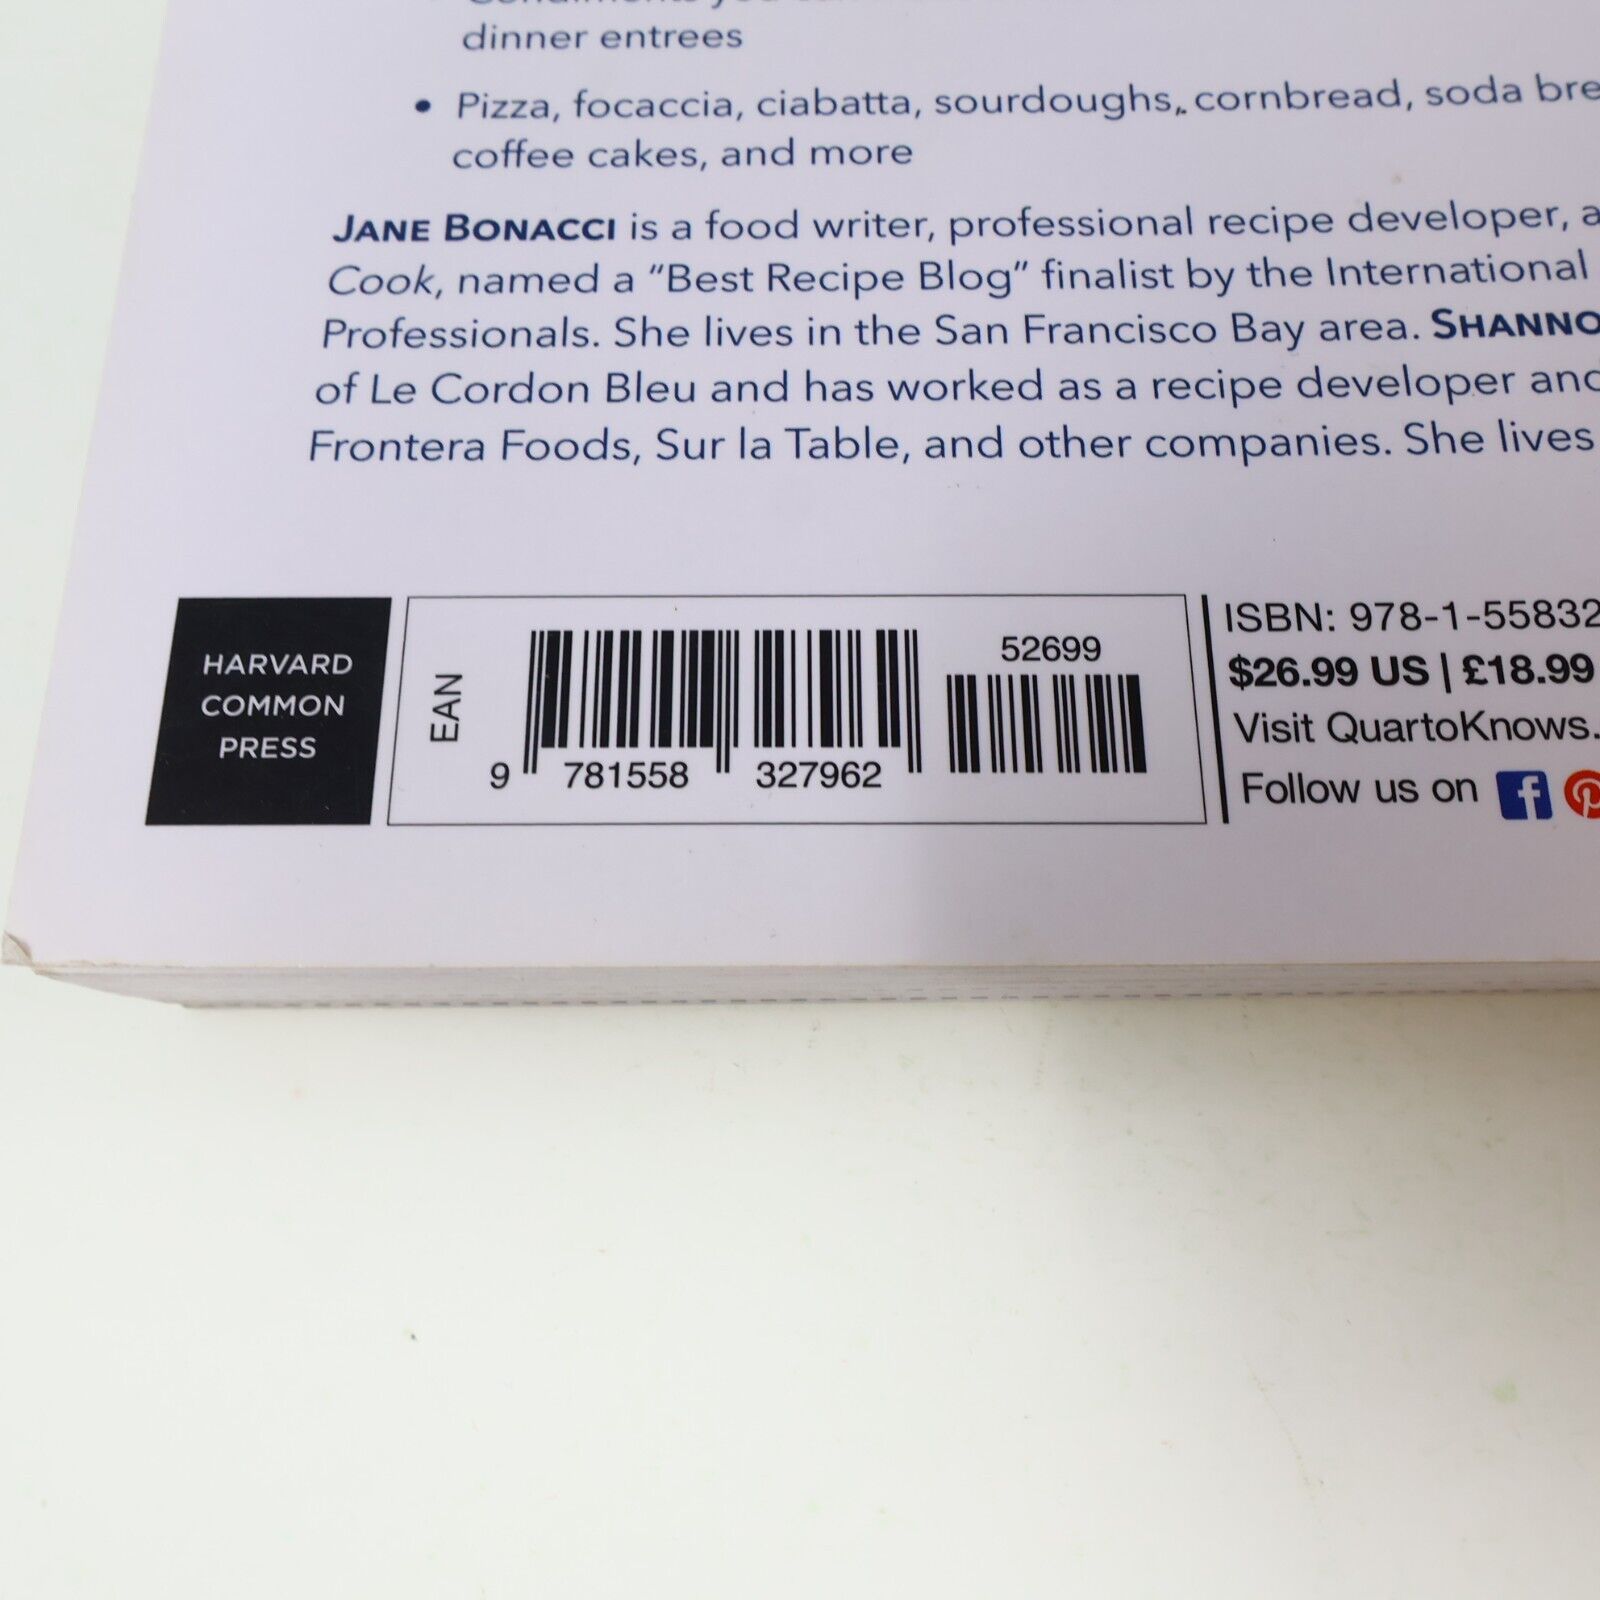 Condiments you can
dinner entrees
• Pizza, focaccia, ciabatta, sourdoughs, cornbread, soda bre
coffee cakes, and more
JANE BONACCI is a food writer, professional recipe developer, a
Cook, named a “Best Recipe Blog” finalist by the International
Professionals. She lives in the San Francisco Bay area. SHANNO
of Le Cordon Bleu and has worked as a recipe developer and
Frontera Foods, Sur la Table, and other companies. She lives
HARVARD
COMMON
PRESS
EAN
9 781558 327962
52699
ISBN: 978-1-55832
$26.99 US | £18.99
Visit QuartoKnows.
Follow us on